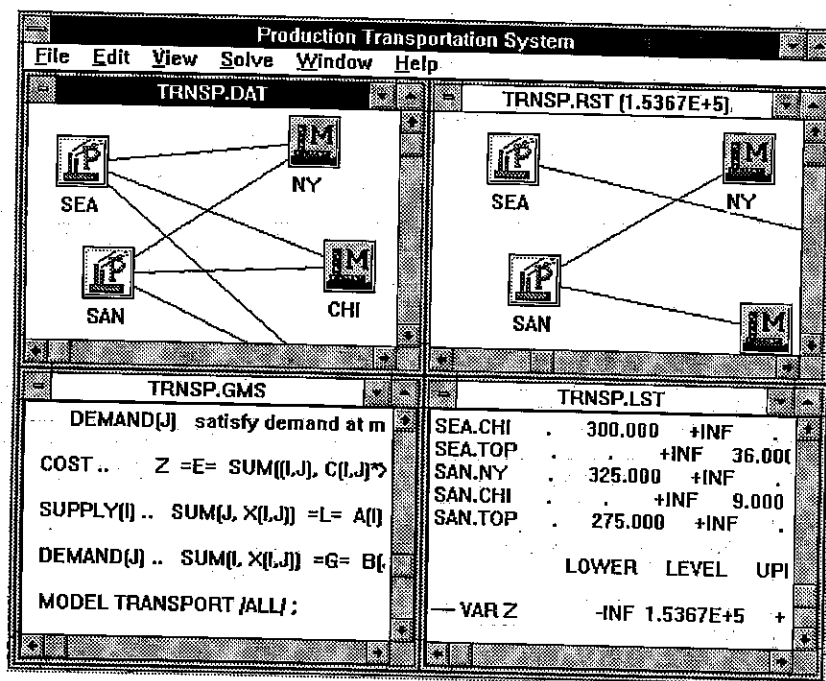 Production Transportation System
File Edit View Solve Window Help
TRNSP.DAT
P
M
SEA
NY
P
M
SAN
CHI
TRNSP.RST (1.5367E+5)
P
M
SEA
NY
P
M
SAN
TRNSP.GMS
DEMAND(J) satisfy demand at m
COST .. Z =E= SUM((I,J), C(I,J)*
SUPPLY(I) .. SUM(J, X(I,J)) =L= A(I)
DEMAND(J) .. SUM(I, X(I,J)) =G= B(
MODEL TRANSPORT /ALL/ ;
TRNSP.LST
SEA.CHI . 300.000 +INF .
SEA.TOP . . +INF 36.000
SAN.NY . 325.000 +INF .
SAN.CHI . . +INF 9.000
SAN.TOP . 275.000 +INF .
LOWER LEVEL UPI
— VAR Z -INF 1.5367E+5 +